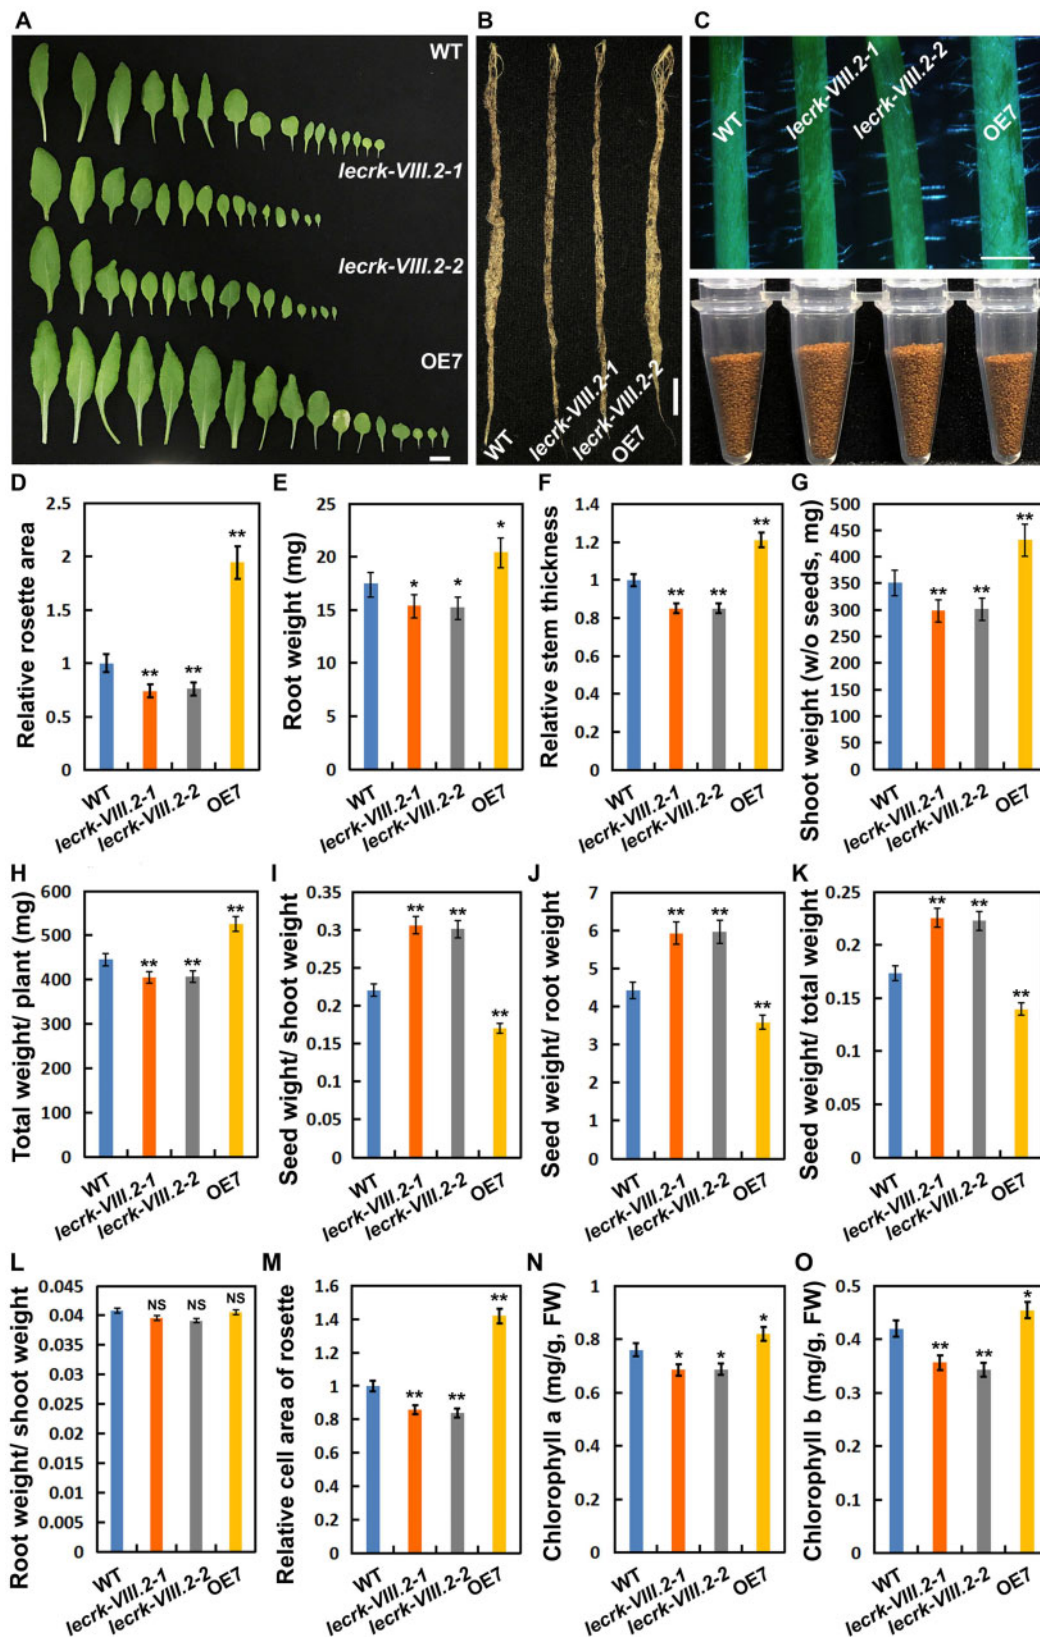 A
WT
lecrk-VIII.2-1
lecrk-VIII.2-2
OE7
B
WT
lecrk-VIII.2-1
lecrk-VIII.2-2
OE7
C
WT
lecrk-VIII.2-1
lecrk-VIII.2-2
OE7
D
Relative rosette area
2.5
2
1.5
1
0.5
0
**
**
**
WT
lecrk-VIII.2-1
lecrk-VIII.2-2
OE7
E
Root weight (mg)
25
20
15
10
5
0
*
*
*
WT
lecrk-VIII.2-1
lecrk-VIII.2-2
OE7
F
Relative stem thickness
1.4
1.2
1
0.8
0.6
0.4
0.2
0
**
**
**
WT
lecrk-VIII.2-1
lecrk-VIII.2-2
OE7
G
Shoot weight (w/o seeds, mg)
500
450
400
350
300
250
200
150
100
50
0
**
**
**
WT
lecrk-VIII.2-1
lecrk-VIII.2-2
OE7
H
Total weight/ plant (mg)
600
500
400
300
200
100
0
**
**
**
WT
lecrk-VIII.2-1
lecrk-VIII.2-2
OE7
I
Seed wight/ shoot weight
0.35
0.3
0.25
0.2
0.15
0.1
0.05
0
**
**
**
WT
lecrk-VIII.2-1
lecrk-VIII.2-2
OE7
J
Seed weight/ root weight
7
6
5
4
3
2
1
0
**
**
**
WT
lecrk-VIII.2-1
lecrk-VIII.2-2
OE7
K
Seed weight/ total weight
0.25
0.2
0.15
0.1
0.05
0
**
**
**
WT
lecrk-VIII.2-1
lecrk-VIII.2-2
OE7
L
Root weight/ shoot weight
0.045
0.04
0.035
0.03
0.025
0.02
0.015
0.01
0.005
0
NS
NS
NS
WT
lecrk-VIII.2-1
lecrk-VIII.2-2
OE7
M
Relative cell area of rosette
1.6
1.4
1.2
1
0.8
0.6
0.4
0.2
0
**
**
**
WT
lecrk-VIII.2-1
lecrk-VIII.2-2
OE7
N
Chlorophyll a (mg/g, FW)
1
0.8
0.6
0.4
0.2
0
*
*
*
WT
lecrk-VIII.2-1
lecrk-VIII.2-2
OE7
O
Chlorophyll b (mg/g, FW)
0.5
0.4
0.3
0.2
0.1
0
**
**
*
WT
lecrk-VIII.2-1
lecrk-VIII.2-2
OE7